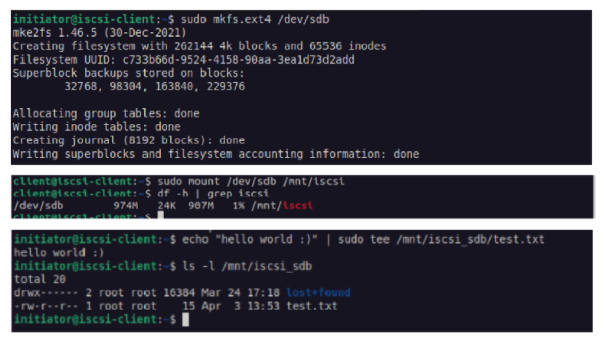 initiator@iscsi-client:~$ sudo mkfs.ext4 /dev/sdb
mke2fs 1.46.5 (30-Dec-2021)
Creating filesystem with 262144 4k blocks and 65536 inodes
Filesystem UUID: c733b66d-9524-4158-90aa-3ea1d73d2add
Superblock backups stored on blocks:
32768, 98304, 163840, 229376
Allocating group tables: done
Writing inode tables: done
Creating journal (8192 blocks): done
Writing superblocks and filesystem accounting information: done
client@iscsi-client:~$ sudo mount /dev/sdb /mnt/iscsi
client@iscsi-client:~$ df -h | grep iscsi
/dev/sdb 974M 24K 907M 1% /mnt/iscsi
client@iscsi-client:~$
initiator@iscsi-client:~$ echo "hello world :)" | sudo tee /mnt/iscsi_sdb/test.txt
hello world :)
initiator@iscsi-client:~$ ls -l /mnt/iscsi_sdb
total 20
drwx------ 2 root root 16384 Mar 24 17:18 lost+found
-rw-r--r-- 1 root root 15 Apr 3 13:53 test.txt
initiator@iscsi-client:~$